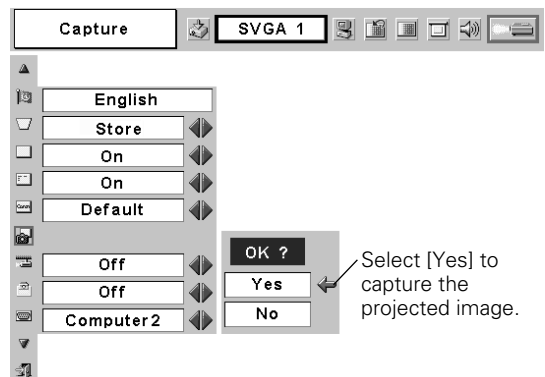 Capture
SVGA 1
English
Store
On
On
Default
Off
Off
Computer2
OK ?
Yes
No
Select [Yes] to
capture the
projected image.